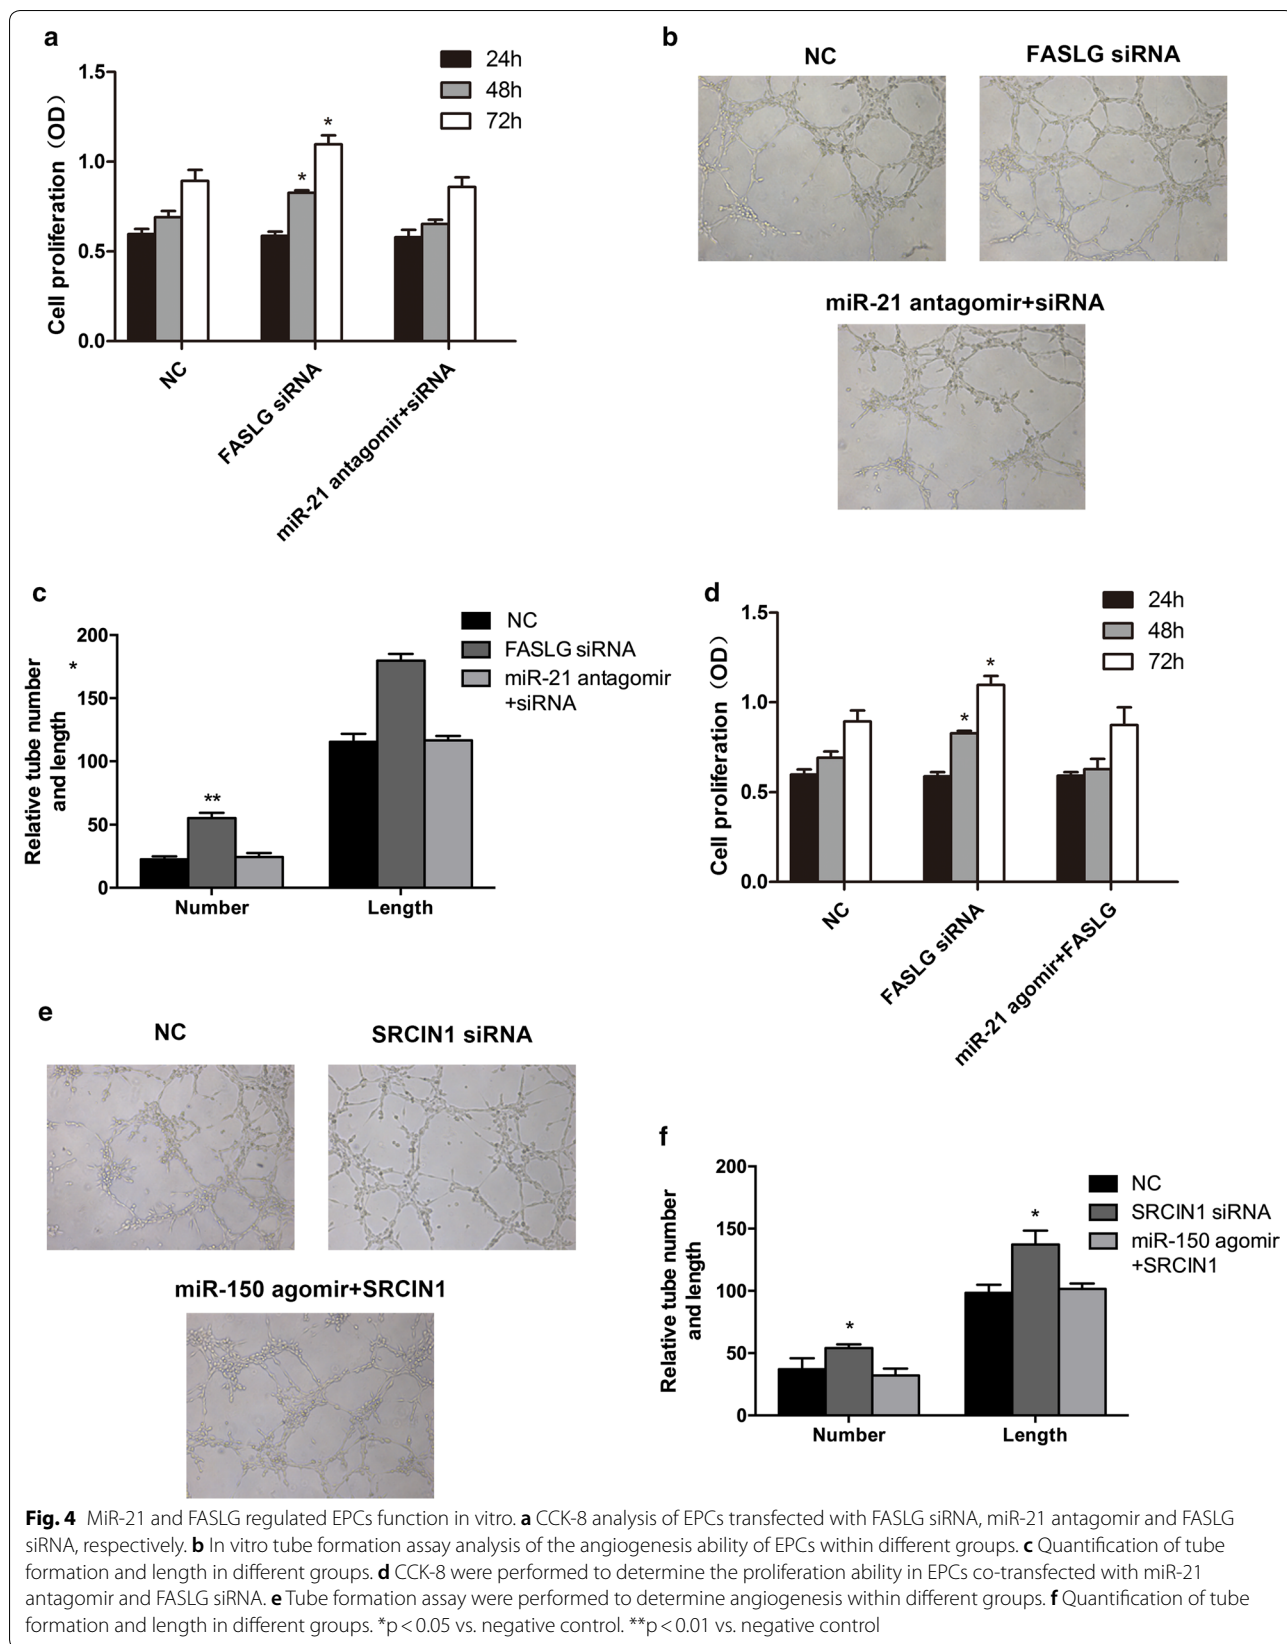 a
24h
48h
72h
Cell proliferation（OD）
1.5
1.0
0.5
0.0
*
*
NC
FASLG siRNA
miR-21 antagomir+siRNA
b
NC
FASLG siRNA
miR-21 antagomir+siRNA
c
NC
FASLG siRNA
miR-21 antagomir
+siRNA
Relative tube number
and length
200
150
100
50
0
*
**
Number
Length
d
24h
48h
72h
Cell proliferation（OD）
1.5
1.0
0.5
0.0
*
*
NC
FASLG siRNA
miR-21 agomir+FASLG
e
NC
SRCIN1 siRNA
miR-150 agomir+SRCIN1
f
NC
SRCIN1 siRNA
miR-150 agomir
+SRCIN1
Relative tube number
and length
200
150
100
50
0
*
*
Number
Length
Fig. 4 MiR-21 and FASLG regulated EPCs function in vitro. a CCK-8 analysis of EPCs transfected with FASLG siRNA, miR-21 antagomir and FASLG
siRNA, respectively. b In vitro tube formation assay analysis of the angiogenesis ability of EPCs within different groups. c Quantification of tube
formation and length in different groups. d CCK-8 were performed to determine the proliferation ability in EPCs co-transfected with miR-21
antagomir and FASLG siRNA. e Tube formation assay were performed to determine angiogenesis within different groups. f Quantification of tube
formation and length in different groups. *p < 0.05 vs. negative control. **p < 0.01 vs. negative control